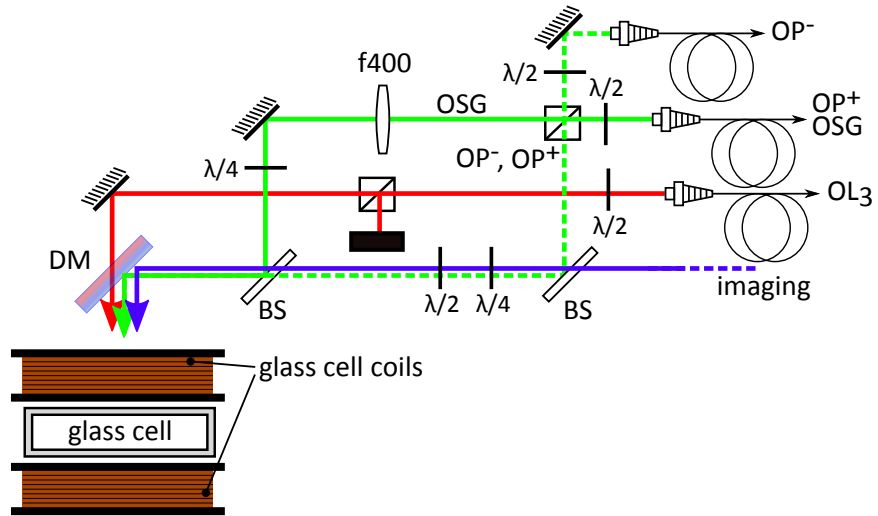 OP⁻
f400
λ/2
λ/2
OSG
OP⁺
OSG
λ/4
OP⁻, OP⁺
OL₃
λ/2
DM
BS
λ/2
λ/4
BS
imaging
glass cell coils
glass cell